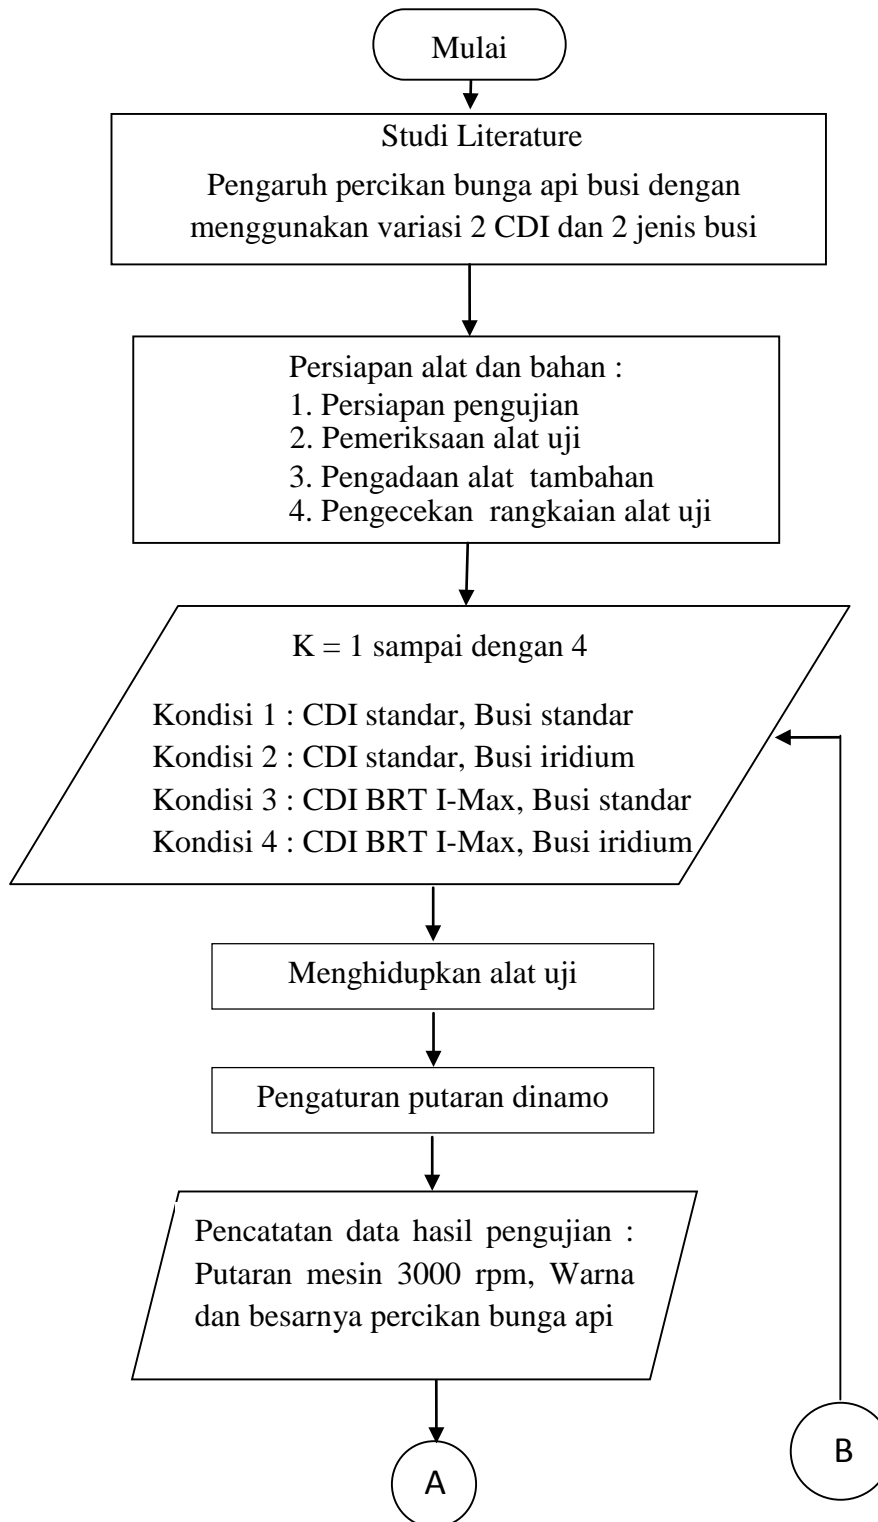 Mulai
Studi Literature
Pengaruh percikan bunga api busi dengan
menggunakan variasi 2 CDI dan 2 jenis busi
Persiapan alat dan bahan :
1. Persiapan pengujian
2. Pemeriksaan alat uji
3. Pengadaan alat tambahan
4. Pengecekan rangkaian alat uji
K = 1 sampai dengan 4
Kondisi 1 : CDI standar, Busi standar
Kondisi 2 : CDI standar, Busi iridium
Kondisi 3 : CDI BRT I-Max, Busi standar
Kondisi 4 : CDI BRT I-Max, Busi iridium
Menghidupkan alat uji
Pengaturan putaran dinamo
Pencatatan data hasil pengujian :
Putaran mesin 3000 rpm, Warna
dan besarnya percikan bunga api
B
A